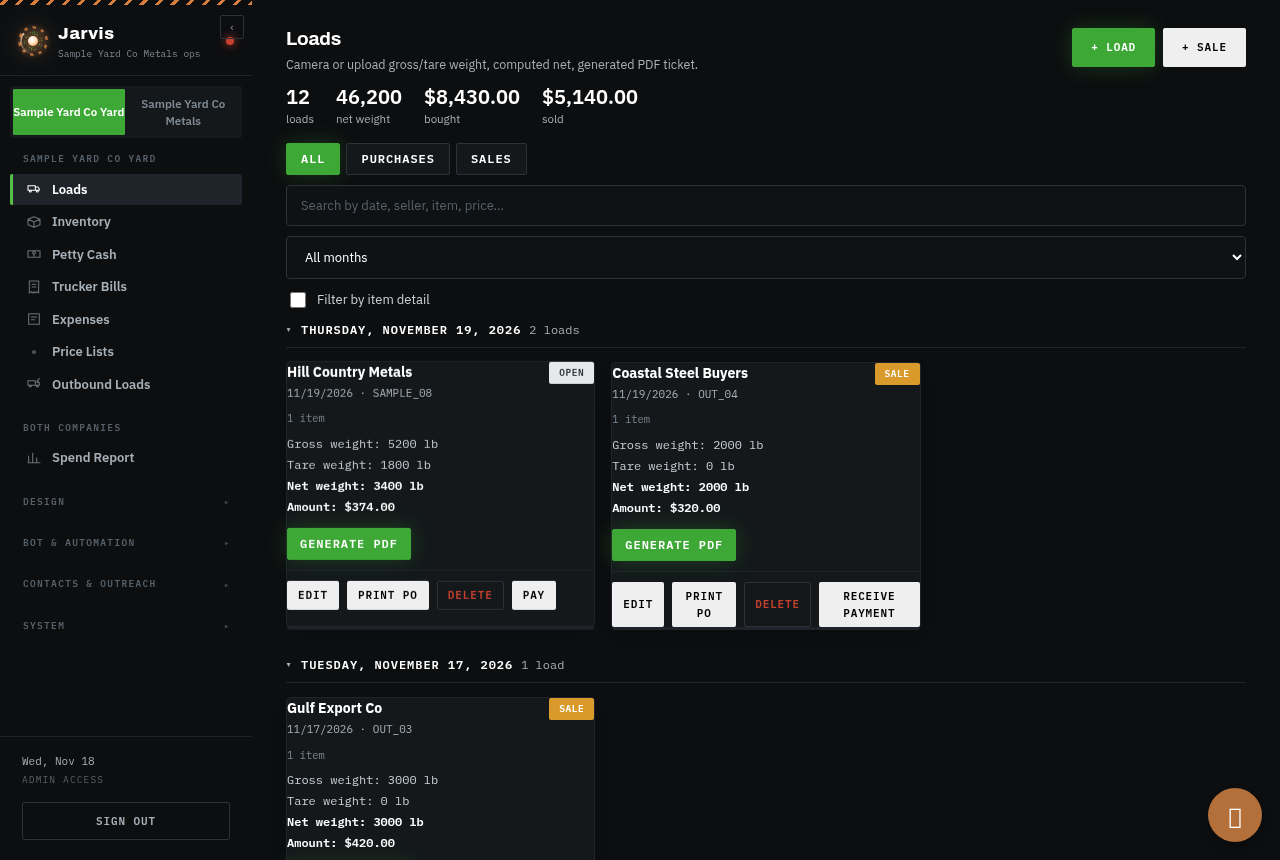 Jarvis
Sample Yard Co Metals ops
‹
Sample Yard Co Yard
Sample Yard Co
Metals
SAMPLE YARD CO YARD
Loads
Inventory
Petty Cash
Trucker Bills
Expenses
Price Lists
Outbound Loads
BOTH COMPANIES
Spend Report
DESIGN
BOT & AUTOMATION
CONTACTS & OUTREACH
SYSTEM
Wed, Nov 18
ADMIN ACCESS
SIGN OUT
Loads
Camera or upload gross/tare weight, computed net, generated PDF ticket.
+ LOAD
+ SALE
12 46,200 $8,430.00 $5,140.00
loads net weight bought sold
ALL PURCHASES SALES
Search by date, seller, item, price...
All months
Filter by item detail
▾ THURSDAY, NOVEMBER 19, 2026 2 loads
Hill Country Metals OPEN
11/19/2026 · SAMPLE_08
1 item
Gross weight: 5200 lb
Tare weight: 1800 lb
Net weight: 3400 lb
Amount: $374.00
GENERATE PDF
EDIT PRINT PO DELETE PAY
Coastal Steel Buyers SALE
11/19/2026 · OUT_04
1 item
Gross weight: 2000 lb
Tare weight: 0 lb
Net weight: 2000 lb
Amount: $320.00
GENERATE PDF
EDIT PRINT PO DELETE RECEIVE PAYMENT
▾ TUESDAY, NOVEMBER 17, 2026 1 load
Gulf Export Co SALE
11/17/2026 · OUT_03
1 item
Gross weight: 3000 lb
Tare weight: 0 lb
Net weight: 3000 lb
Amount: $420.00